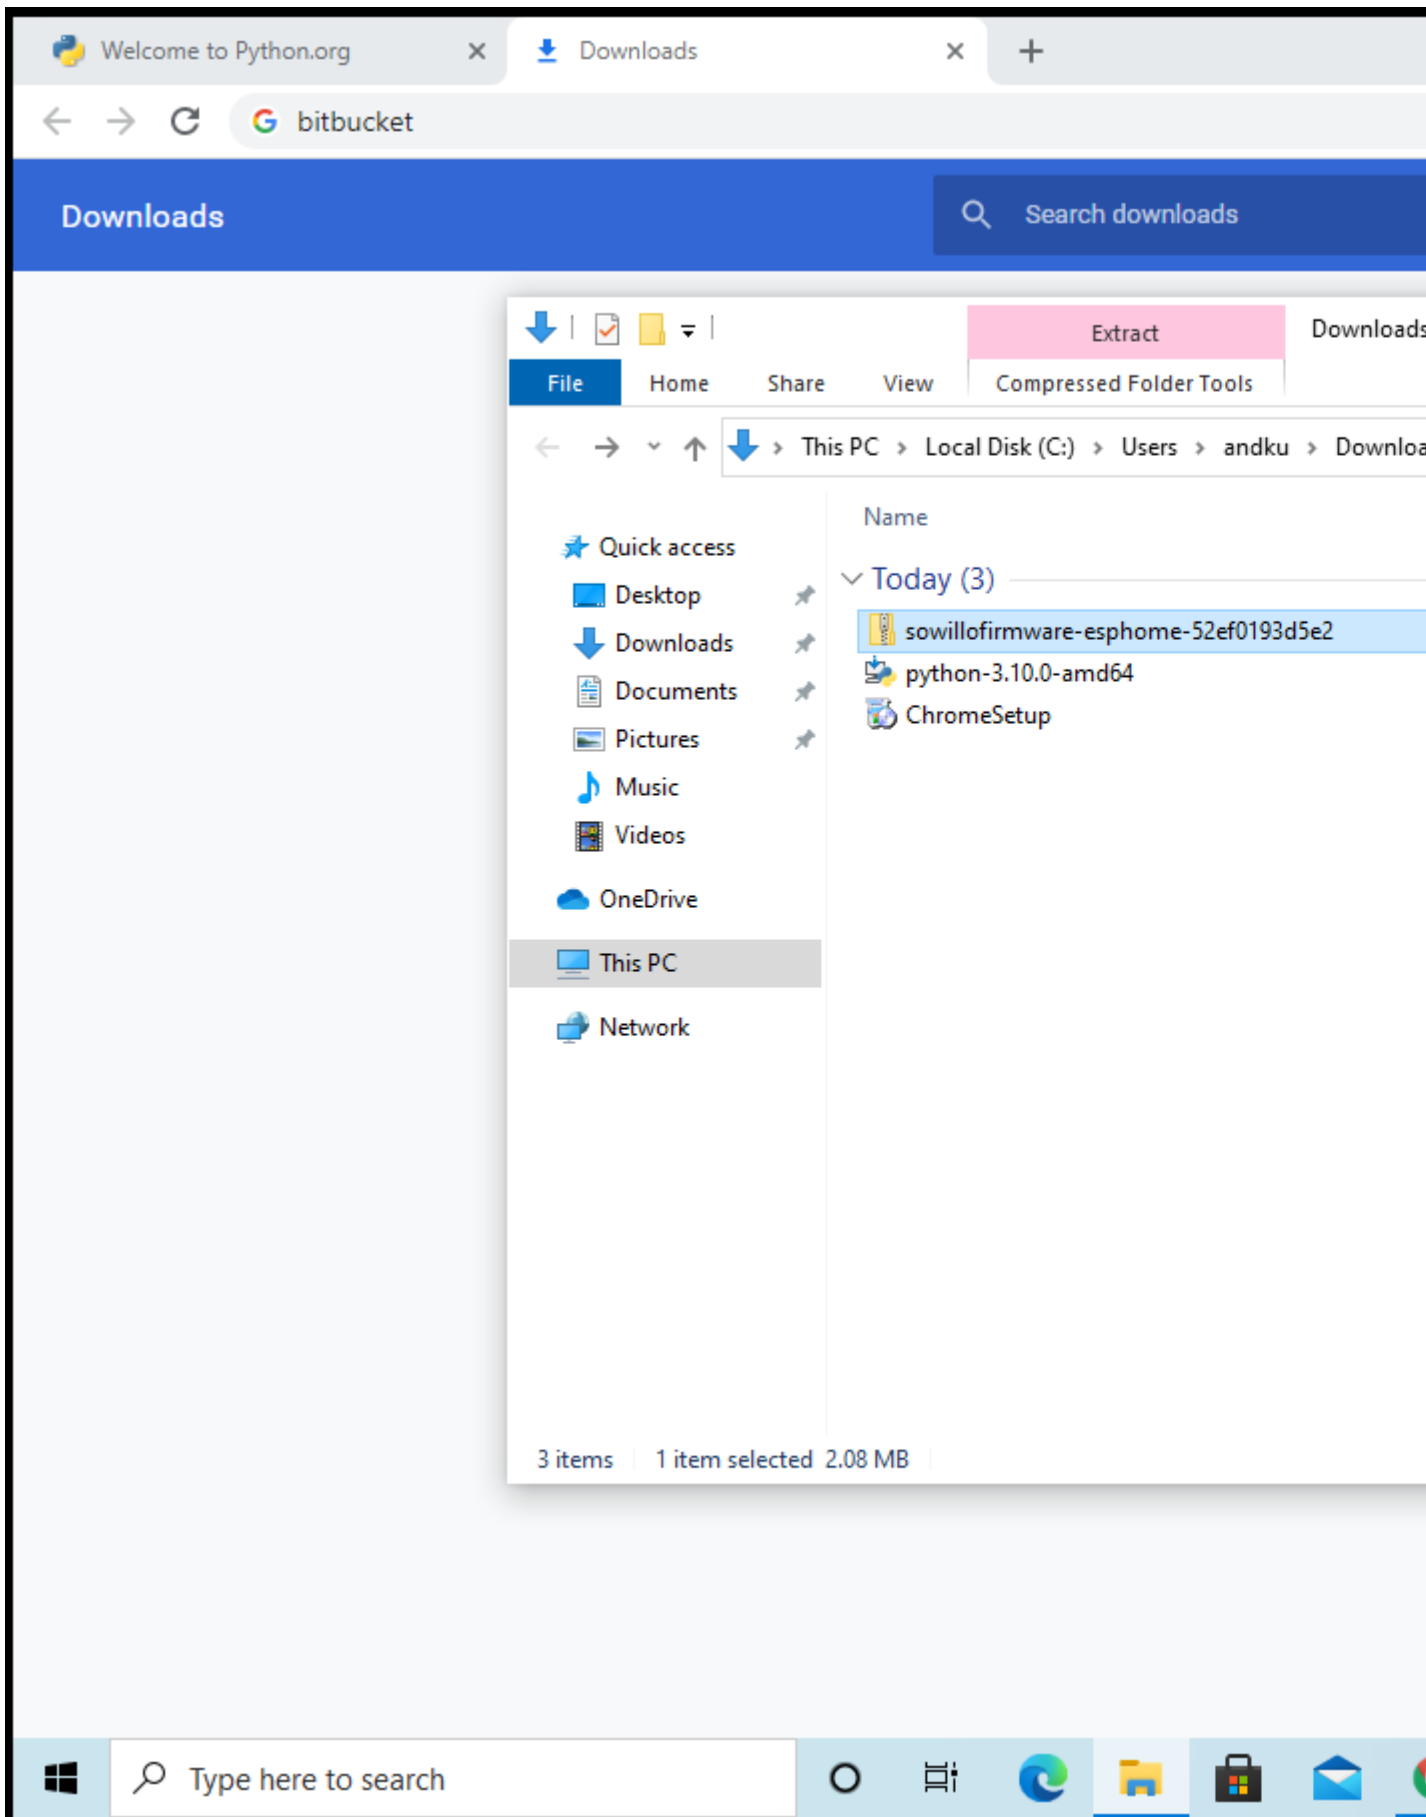 Welcome to Python.org
Downloads
bitbucket
Downloads
Search downloads
Extract
Downloads
File Home Share View Compressed Folder Tools
This PC > Local Disk (C:) > Users > andku > Downloa
Name
Quick access
Today (3)
Desktop
sowillofirmware-esphome-52ef0193d5e2
Downloads
python-3.10.0-amd64
Documents
ChromeSetup
Pictures
Music
Videos
OneDrive
This PC
Network
3 items 1 item selected 2.08 MB
Type here to search